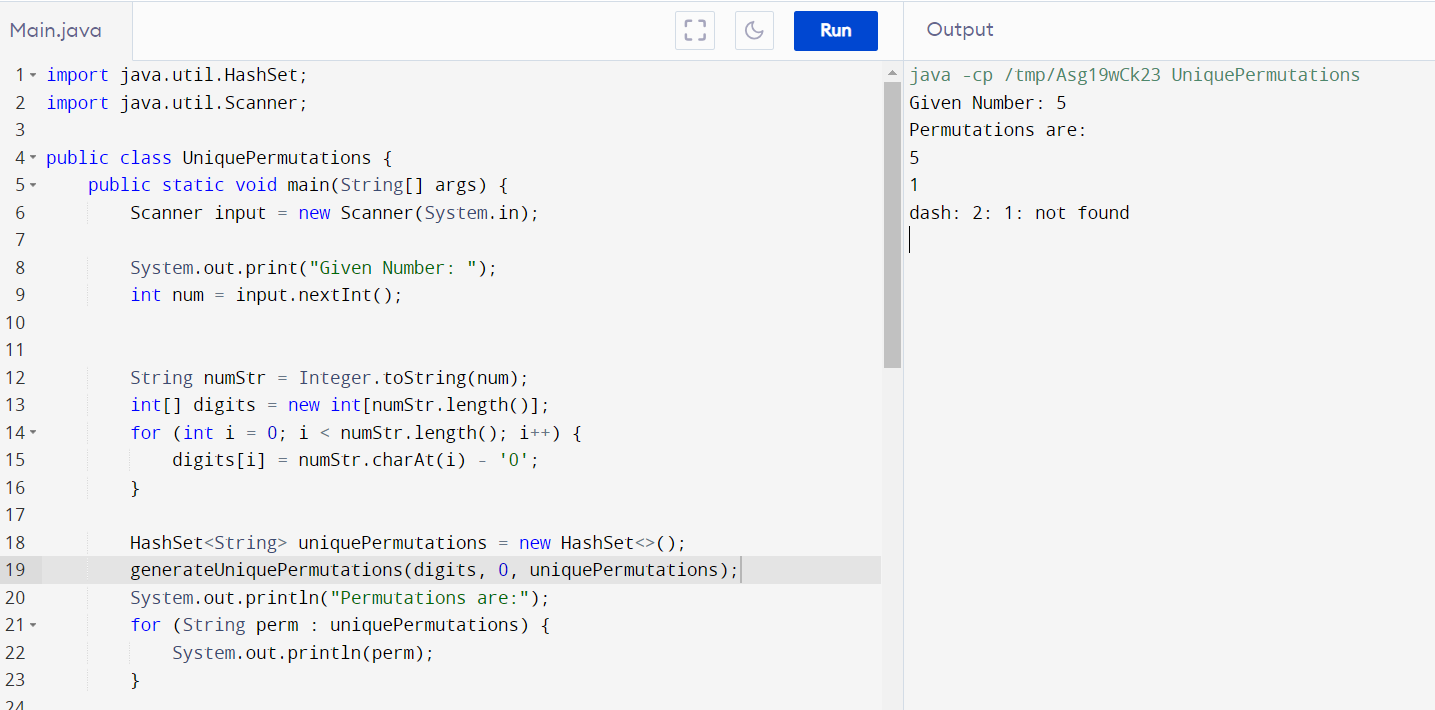 Main.java
Run
Output
1 import java.util.HashSet;
2 import java.util.Scanner;
3
4 public class UniquePermutations {
5     public static void main(String[] args) {
6         Scanner input = new Scanner(System.in);
7
8         System.out.print("Given Number: ");
9         int num = input.nextInt();
10
11
12         String numStr = Integer.toString(num);
13         int[] digits = new int[numStr.length()];
14         for (int i = 0; i < numStr.length(); i++) {
15             digits[i] = numStr.charAt(i) - '0';
16         }
17
18         HashSet<String> uniquePermutations = new HashSet<>();
19         generateUniquePermutations(digits, 0, uniquePermutations);
20         System.out.println("Permutations are:");
21         for (String perm : uniquePermutations) {
22             System.out.println(perm);
23         }
24
java -cp /tmp/Asg19wCk23 UniquePermutations
Given Number: 5
Permutations are:
5
1
dash: 2: 1: not found